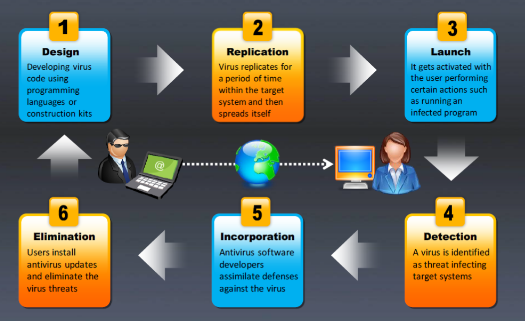 1
Design
Developing virus
code using
programming
languages or
construction kits
2
Replication
Virus replicates for
a period of time
within the target
system and then
spreads itself
3
Launch
It gets activated with
the user performing
certain actions such
as running an
infected program
@
4
Detection
A virus is identified
as threat infecting
target systems
5
Incorporation
Antivirus software
developers
assimilate defenses
against the virus
6
Elimination
Users install
antivirus updates
and eliminate the
virus threats